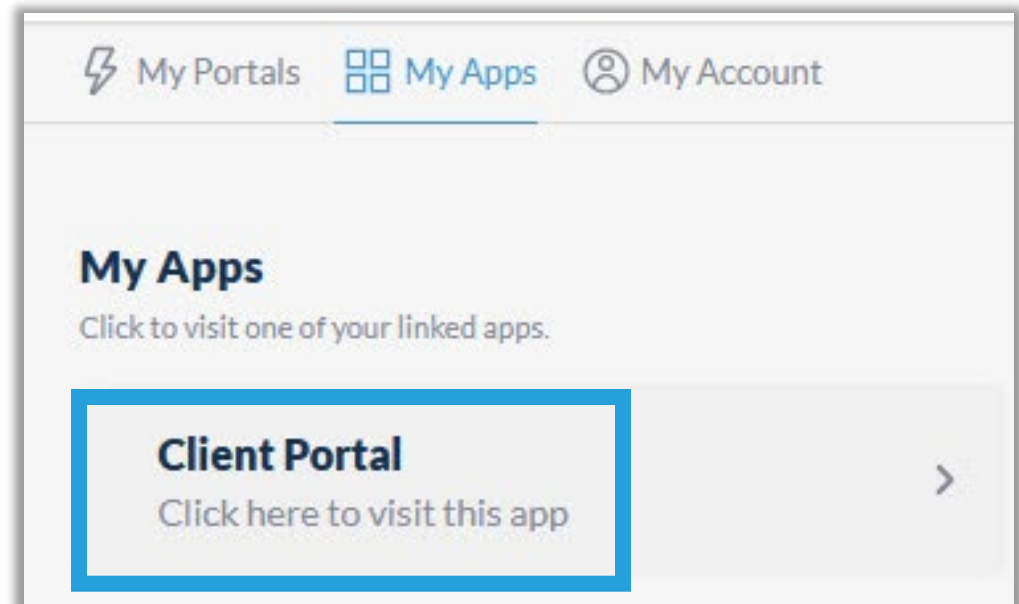 My Portals My Apps My Account
My Apps
Click to visit one of your linked apps.
Client Portal
Click here to visit this app